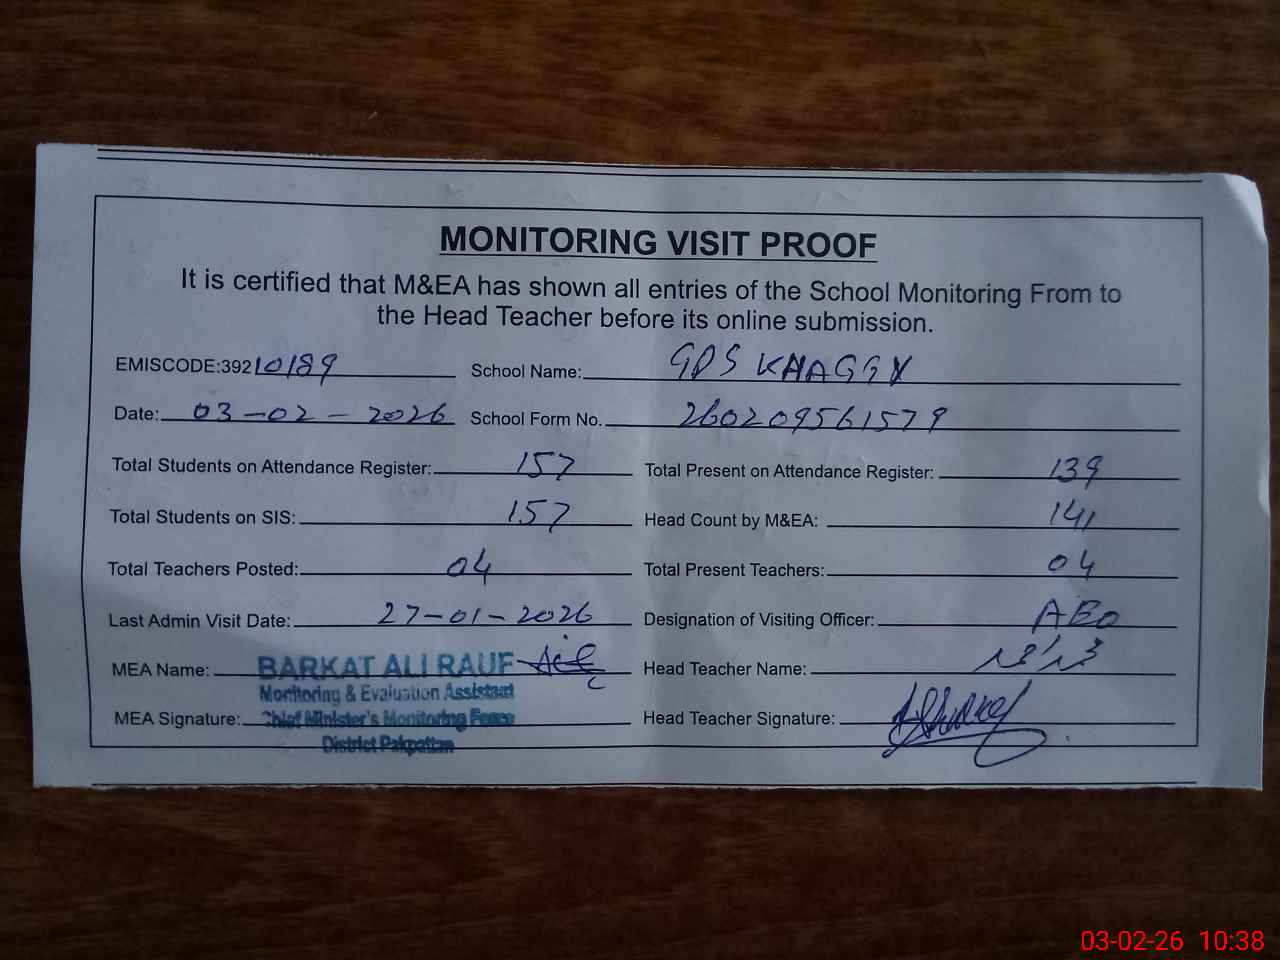 MONITORING VISIT PROOF
It is certified that M&EA has shown all entries of the School Monitoring From to
the Head Teacher before its online submission.
EMISCODE:39210189 School Name: GPS KHAGGY
Date: 03-02-2026 School Form No. 260209561579
Total Students on Attendance Register: 157 Total Present on Attendance Register: 139
Total Students on SIS: 157 Head Count by M&EA: 141
Total Teachers Posted: 04 Total Present Teachers: 04
Last Admin Visit Date: 27-01-2026 Designation of Visiting Officer: AEO
MEA Name: BARKAT ALI RAUF Head Teacher Name:
Monitoring & Evaluation Assistant
MEA Signature: Chief Minister's Monitoring Force Head Teacher Signature:
District Pakpattan
03-02-26 10:38